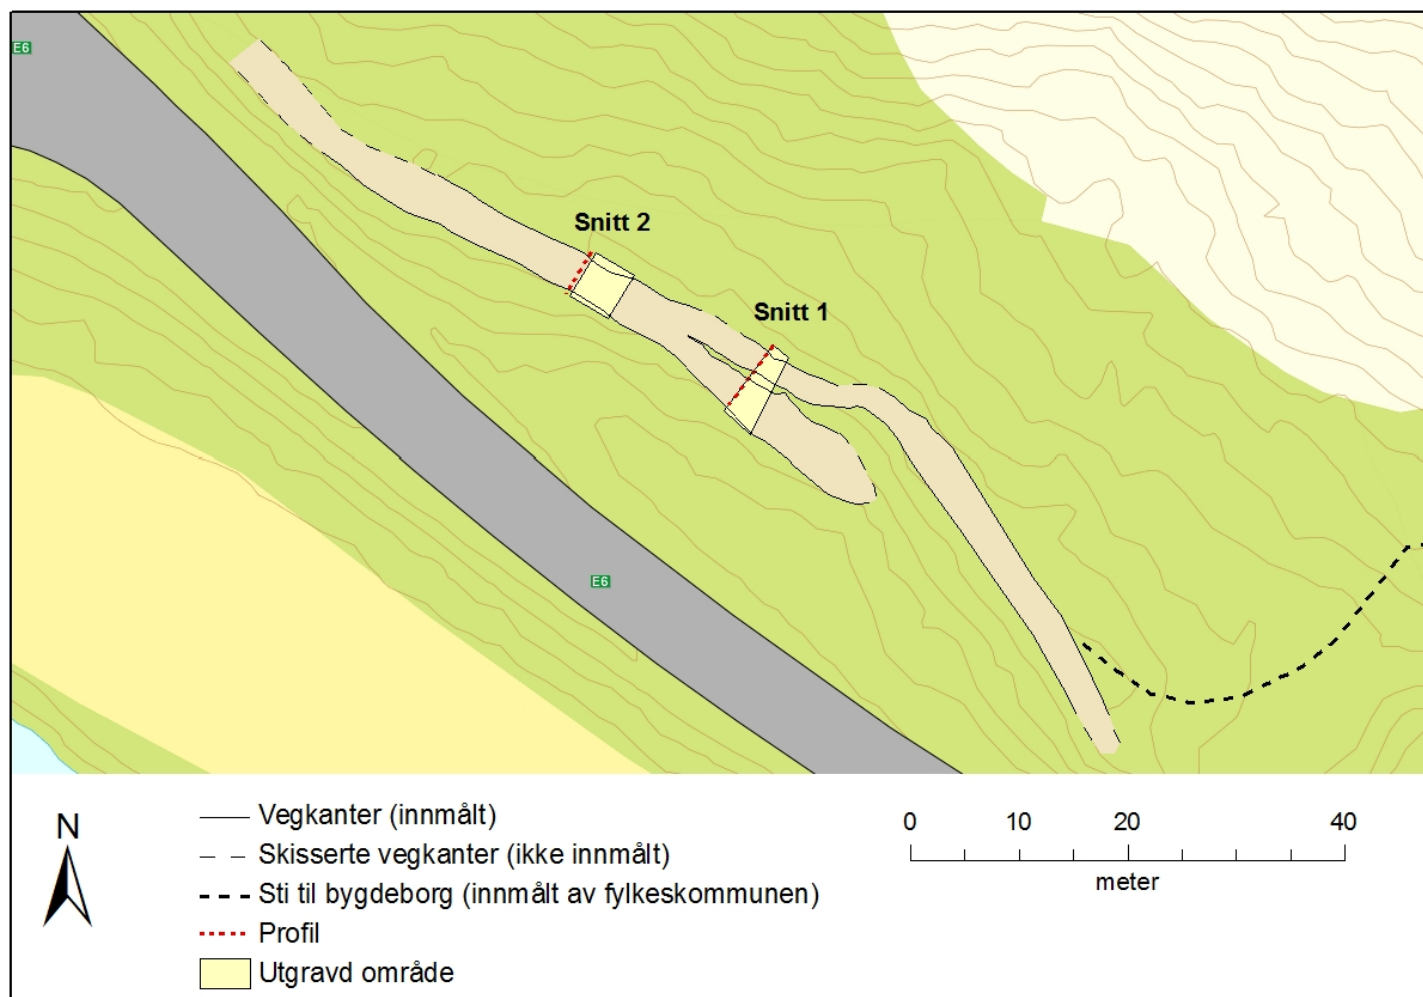 E6
Snitt 2
Snitt 1
E6
N
Vegkanter (innmålt)
Skisserte vegkanter (ikke innmålt)
Sti til bygdeborg (innmålt av fylkeskommunen)
Profil
Utgravd område
0 10 20 40
meter